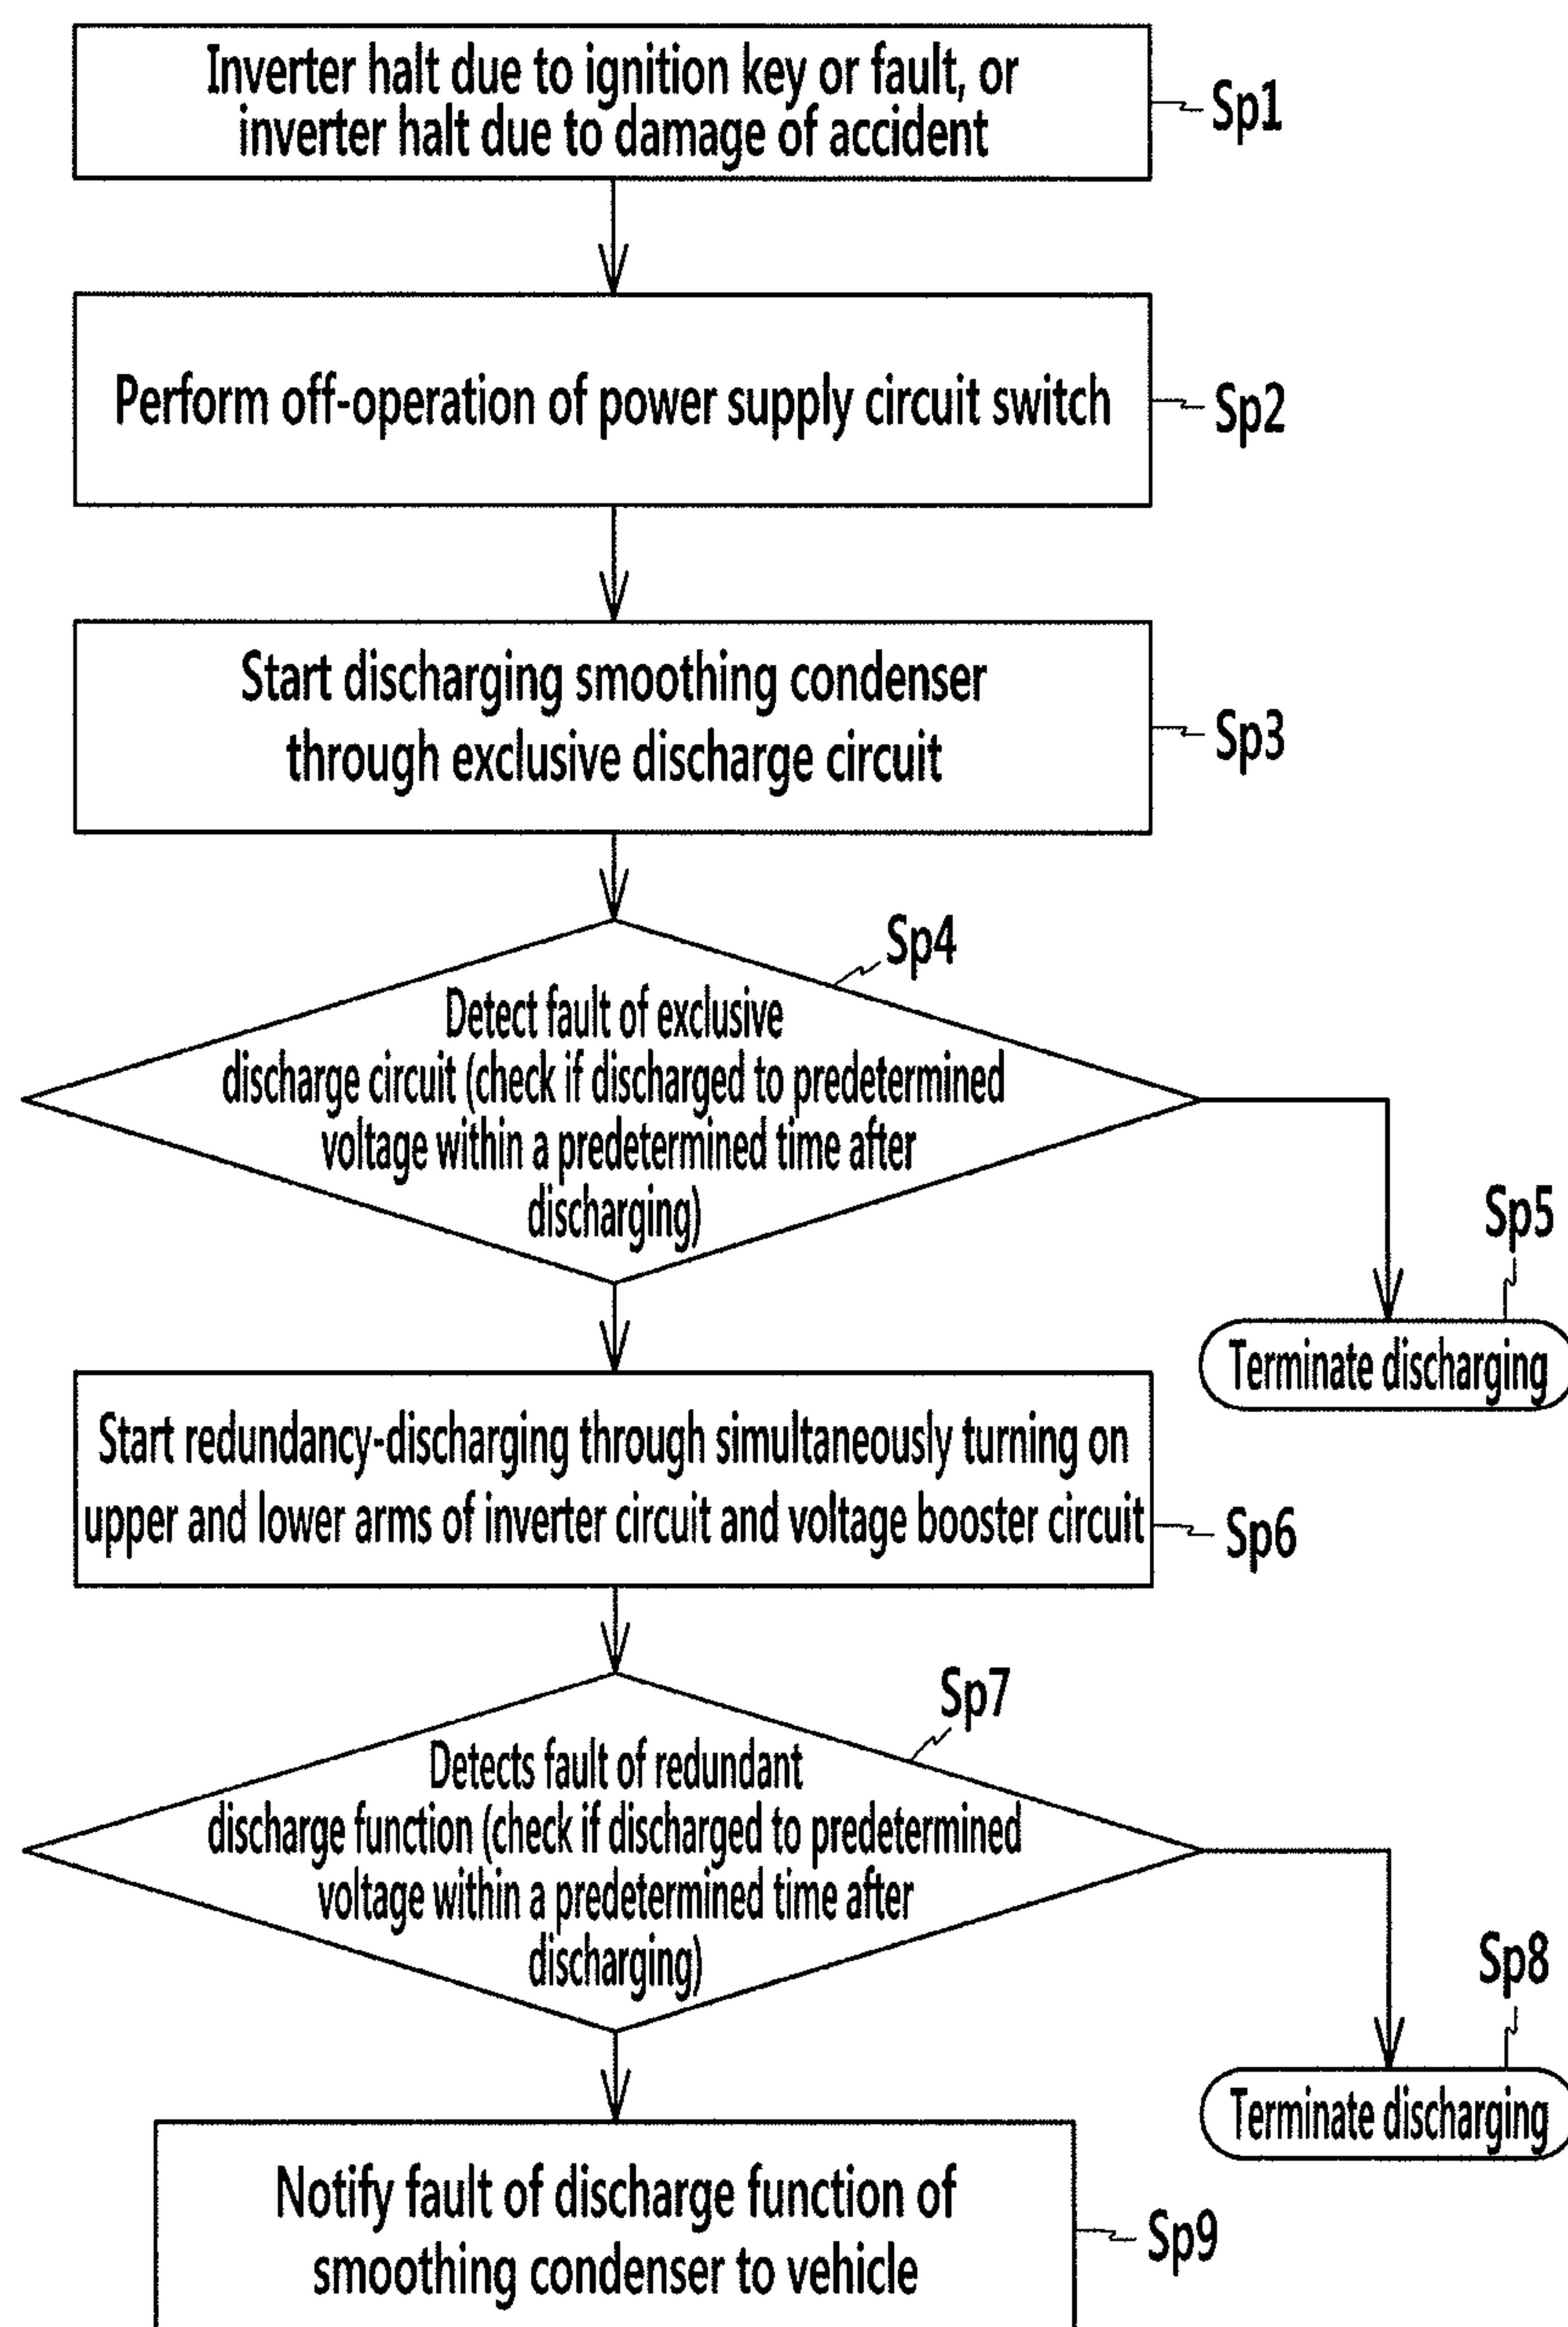 Inverter halt due to ignition key or fault, or
inverter halt due to damage of accident
Sp1
Perform off-operation of power supply circuit switch
Sp2
Start discharging smoothing condenser
through exclusive discharge circuit
Sp3
Sp4
Detect fault of exclusive
discharge circuit (check if discharged to predetermined
voltage within a predetermined time after
discharging)
Sp5
Terminate discharging
Start redundancy-discharging through simultaneously turning on
upper and lower arms of inverter circuit and voltage booster circuit
Sp6
Sp7
Detects fault of redundant
discharge function (check if discharged to predetermined
voltage within a predetermined time after
discharging)
Sp8
Terminate discharging
Notify fault of discharge function of
smoothing condenser to vehicle
Sp9